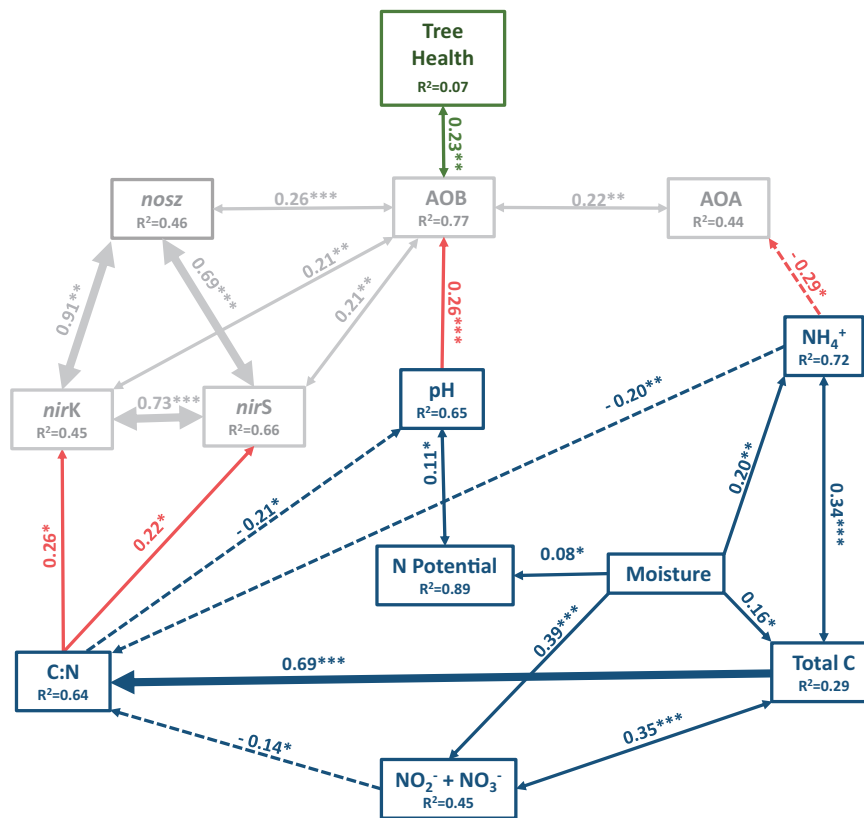 Tree
Health
R²=0.07
0.23**
nosz
R²=0.46
0.26***
AOB
R²=0.77
0.22**
AOA
R²=0.44
0.91**
0.69***
0.21**
0.21**
0.26***
- 0.29*
NH₄⁺
R²=0.72
nirK
R²=0.45
0.73***
nirS
R²=0.66
pH
R²=0.65
- 0.20**
0.26*
0.22*
- 0.21*
0.11*
0.20**
0.34***
N Potential
R²=0.89
0.08*
Moisture
0.39***
0.16*
C:N
R²=0.64
0.69***
Total C
R²=0.29
- 0.14*
0.35***
NO₂⁻ + NO₃⁻
R²=0.45